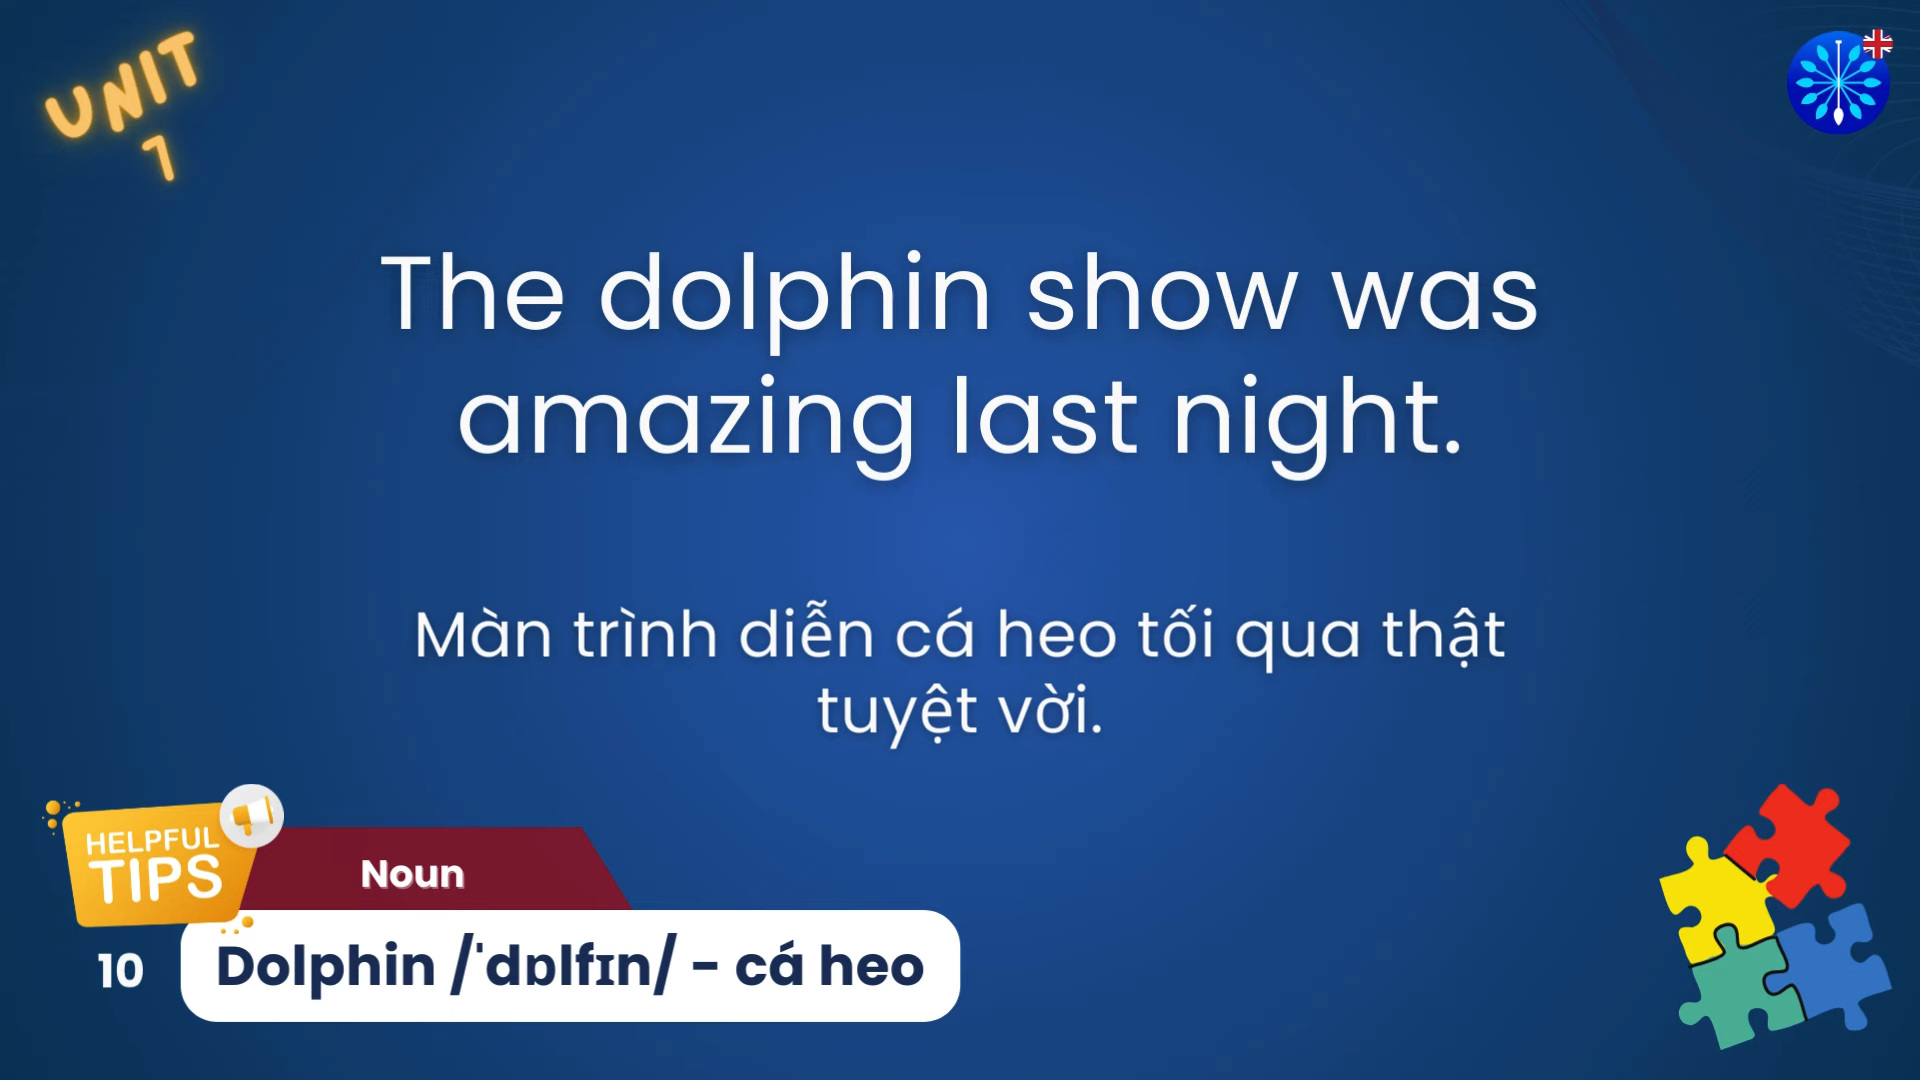 UNIT
1
The dolphin show was
amazing last night.
Màn trình diễn cá heo tối qua thật
tuyệt vời.
HELPFUL
TIPS
Noun
10
Dolphin /ˈdɒlfɪn/ - cá heo